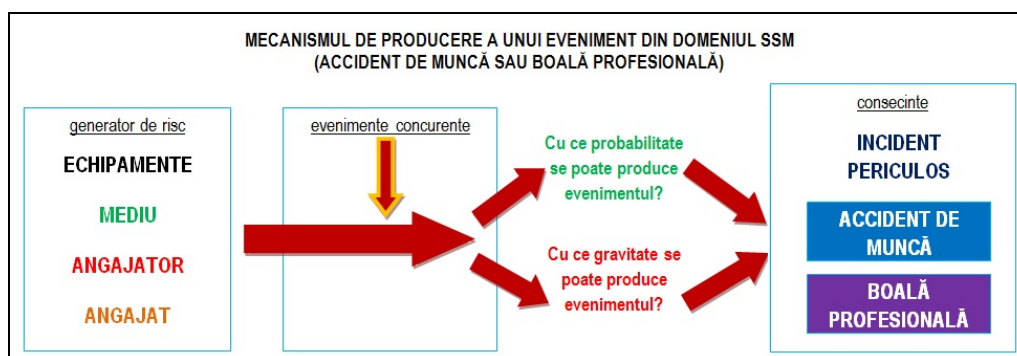 MECANISMUL DE PRODUCERE A UNUI EVENIMENT DIN DOMENIUL SSM
(ACCIDENT DE MUNCĂ SAU BOALĂ PROFESIONALĂ)
generator de risc
ECHIPAMENTE
MEDIU
ANGAJATOR
ANGAJAT
evenimente concurente
Cu ce probabilitate
se poate produce
evenimentul?
Cu ce gravitate se
poate produce
evenimentul?
consecinte
INCIDENT
PERICULOS
ACCIDENT DE
MUNCĂ
BOALĂ
PROFESIONALĂ